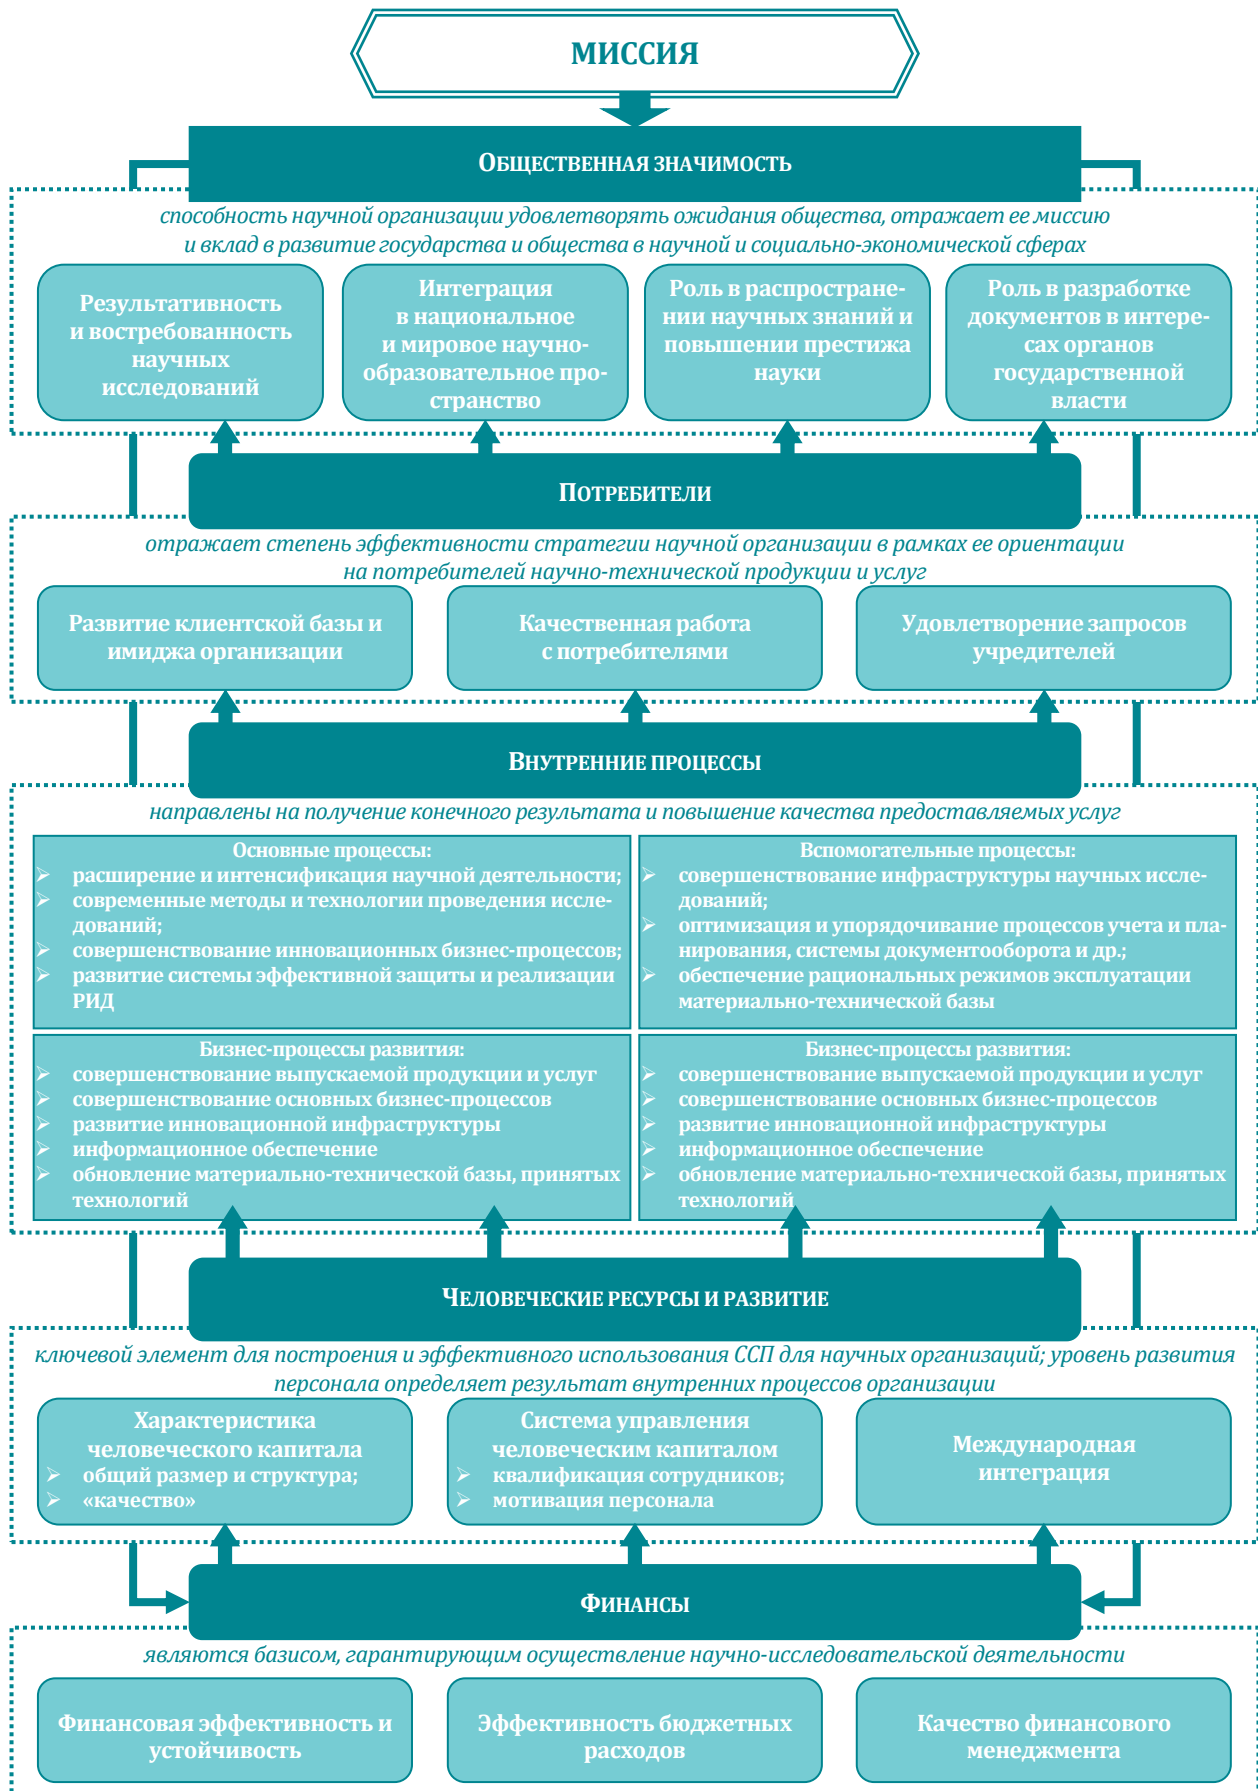 МИССИЯ
ОБЩЕСТВЕННАЯ ЗНАЧИМОСТЬ
способность научной организации удовлетворять ожидания общества, отражает ее миссию
и вклад в развитие государства и общества в научной и социально-экономической сферах
Результативность
и востребованность
научных
исследований
Интеграция
в национальное
и мировое научно-
образовательное про-
странство
Роль в распростране-
нии научных знаний и
повышении престижа
науки
Роль в разработке
документов в интере-
сах органов
государственной
власти
ПОТРЕБИТЕЛИ
отражает степень эффективности стратегии научной организации в рамках ее ориентации
на потребителей научно-технической продукции и услуг
Развитие клиентской базы и
имиджа организации
Качественная работа
с потребителями
Удовлетворение запросов
учредителей
ВНУТРЕННИЕ ПРОЦЕССЫ
направлены на получение конечного результата и повышение качества предоставляемых услуг
Основные процессы:
➢ расширение и интенсификация научной деятельности;
➢ современные методы и технологии проведения иссле-
дований;
➢ совершенствование инновационных бизнес-процессов;
➢ развитие системы эффективной защиты и реализации
РИД
Вспомогательные процессы:
➢ совершенствование инфраструктуры научных иссле-
дований;
➢ оптимизация и упорядочивание процессов учета и пла-
нирования, системы документооборота и др.;
➢ обеспечение рациональных режимов эксплуатации
материально-технической базы
Бизнес-процессы развития:
➢ совершенствование выпускаемой продукции и услуг
➢ совершенствование основных бизнес-процессов
➢ развитие инновационной инфраструктуры
➢ информационное обеспечение
➢ обновление материально-технической базы, принятых
технологий
Бизнес-процессы развития:
➢ совершенствование выпускаемой продукции и услуг
➢ совершенствование основных бизнес-процессов
➢ развитие инновационной инфраструктуры
➢ информационное обеспечение
➢ обновление материально-технической базы, принятых
технологий
ЧЕЛОВЕЧЕСКИЕ РЕСУРСЫ И РАЗВИТИЕ
ключевой элемент для построения и эффективного использования ССП для научных организаций; уровень развития
персонала определяет результат внутренних процессов организации
Характеристика
человеческого капитала
➢ общий размер и структура;
➢ «качество»
Система управления
человеческим капиталом
➢ квалификация сотрудников;
➢ мотивация персонала
Международная
интеграция
ФИНАНСЫ
являются базисом, гарантирующим осуществление научно-исследовательской деятельности
Финансовая эффективность и
устойчивость
Эффективность бюджетных
расходов
Качество финансового
менеджмента